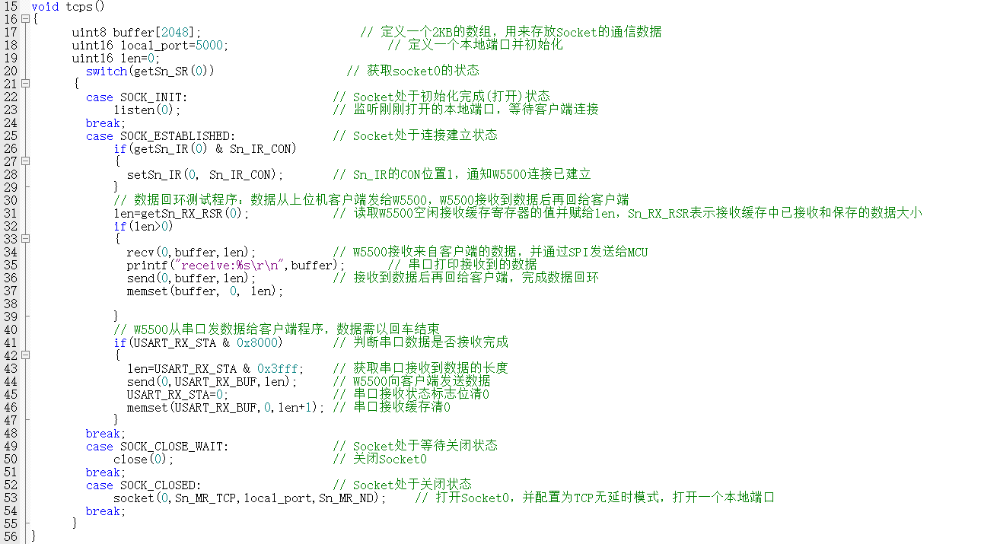 15 void tcps()
16 {
17 uint8 buffer[2048]; // 定义一个2KB的数组，用来存放Socket的通信数据
18 uint16 local_port=5000; // 定义一个本地端口并初始化
19 uint16 len=0;
20 switch(getSn_SR(0)) // 获取socket0的状态
21 {
22 case SOCK_INIT: // Socket处于初始化完成(打开)状态
23 listen(0); // 监听刚刚打开的本地端口，等待客户端连接
24 break;
25 case SOCK_ESTABLISHED: // Socket处于连接建立状态
26 if(getSn_IR(0) & Sn_IR_CON)
27 {
28 setSn_IR(0, Sn_IR_CON); // Sn_IR的CON位置1，通知W5500连接已建立
29 }
30 // 数据回环测试程序：数据从上位机客户端发给W5500，W5500接收到数据后再回给客户端
31 len=getSn_RX_RSR(0); // 读取W5500空闲接收缓存寄存器的值并赋给len，Sn_RX_RSR表示接收缓存中已接收和保存的数据大小
32 if(len>0)
33 {
34 recv(0,buffer,len); // W5500接收来自客户端的数据，并通过SPI发送给MCU
35 printf("receive:%s\r\n",buffer); // 串口打印接收到的数据
36 send(0,buffer,len); // 接收到数据后再回给客户端，完成数据回环
37 memset(buffer, 0, len);
38
39 }
40 // W5500从串口发数据给客户端程序，数据需以回车结束
41 if(USART_RX_STA & 0x8000) // 判断串口数据是否接收完成
42 {
43 len=USART_RX_STA & 0x3fff; // 获取串口接收到数据的长度
44 send(0,USART_RX_BUF,len); // W5500向客户端发送数据
45 USART_RX_STA=0; // 串口接收状态标志位清0
46 memset(USART_RX_BUF,0,len+1); // 串口接收缓存清0
47 }
48 break;
49 case SOCK_CLOSE_WAIT: // Socket处于等待关闭状态
50 close(0); // 关闭Socket0
51 break;
52 case SOCK_CLOSED: // Socket处于关闭状态
53 socket(0,Sn_MR_TCP,local_port,Sn_MR_ND); // 打开Socket0，并配置为TCP无延时模式，打开一个本地端口
54 break;
55 }
56 }